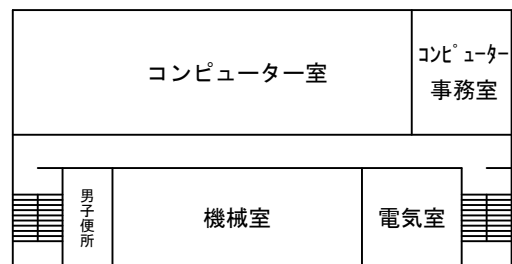 コンピューター室
ｺﾝﾋﾟｭｰﾀｰ
事務室
男子便所
機械室
電気室